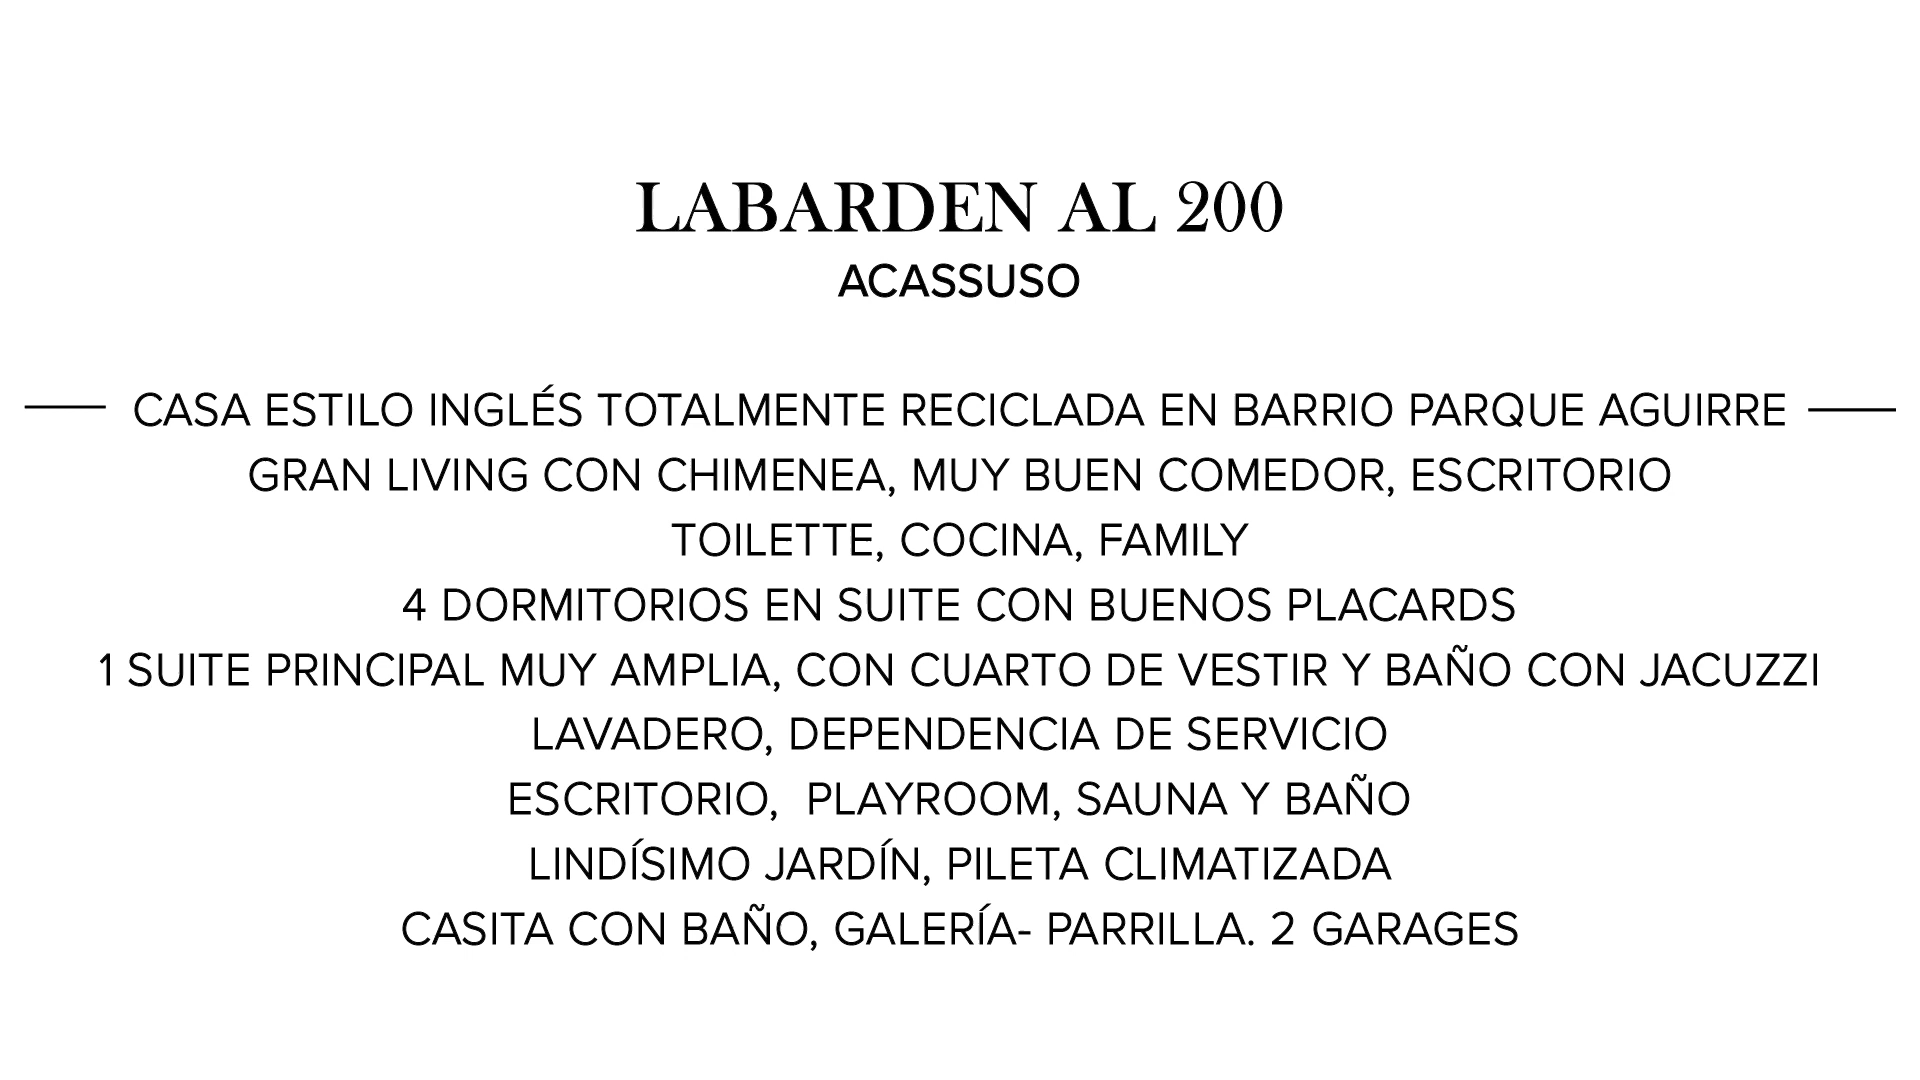 LABARDEN AL 200
ACASSUSO
CASA ESTILO INGLÉS TOTALMENTE RECICLADA EN BARRIO PARQUE AGUIRRE
GRAN LIVING CON CHIMENEA, MUY BUEN COMEDOR, ESCRITORIO
TOILETTE, COCINA, FAMILY
4 DORMITORIOS EN SUITE CON BUENOS PLACARDS
1 SUITE PRINCIPAL MUY AMPLIA, CON CUARTO DE VESTIR Y BAÑO CON JACUZZI
LAVADERO, DEPENDENCIA DE SERVICIO
ESCRITORIO,  PLAYROOM, SAUNA Y BAÑO
LINDÍSIMO JARDÍN, PILETA CLIMATIZADA
CASITA CON BAÑO, GALERÍA- PARRILLA. 2 GARAGES